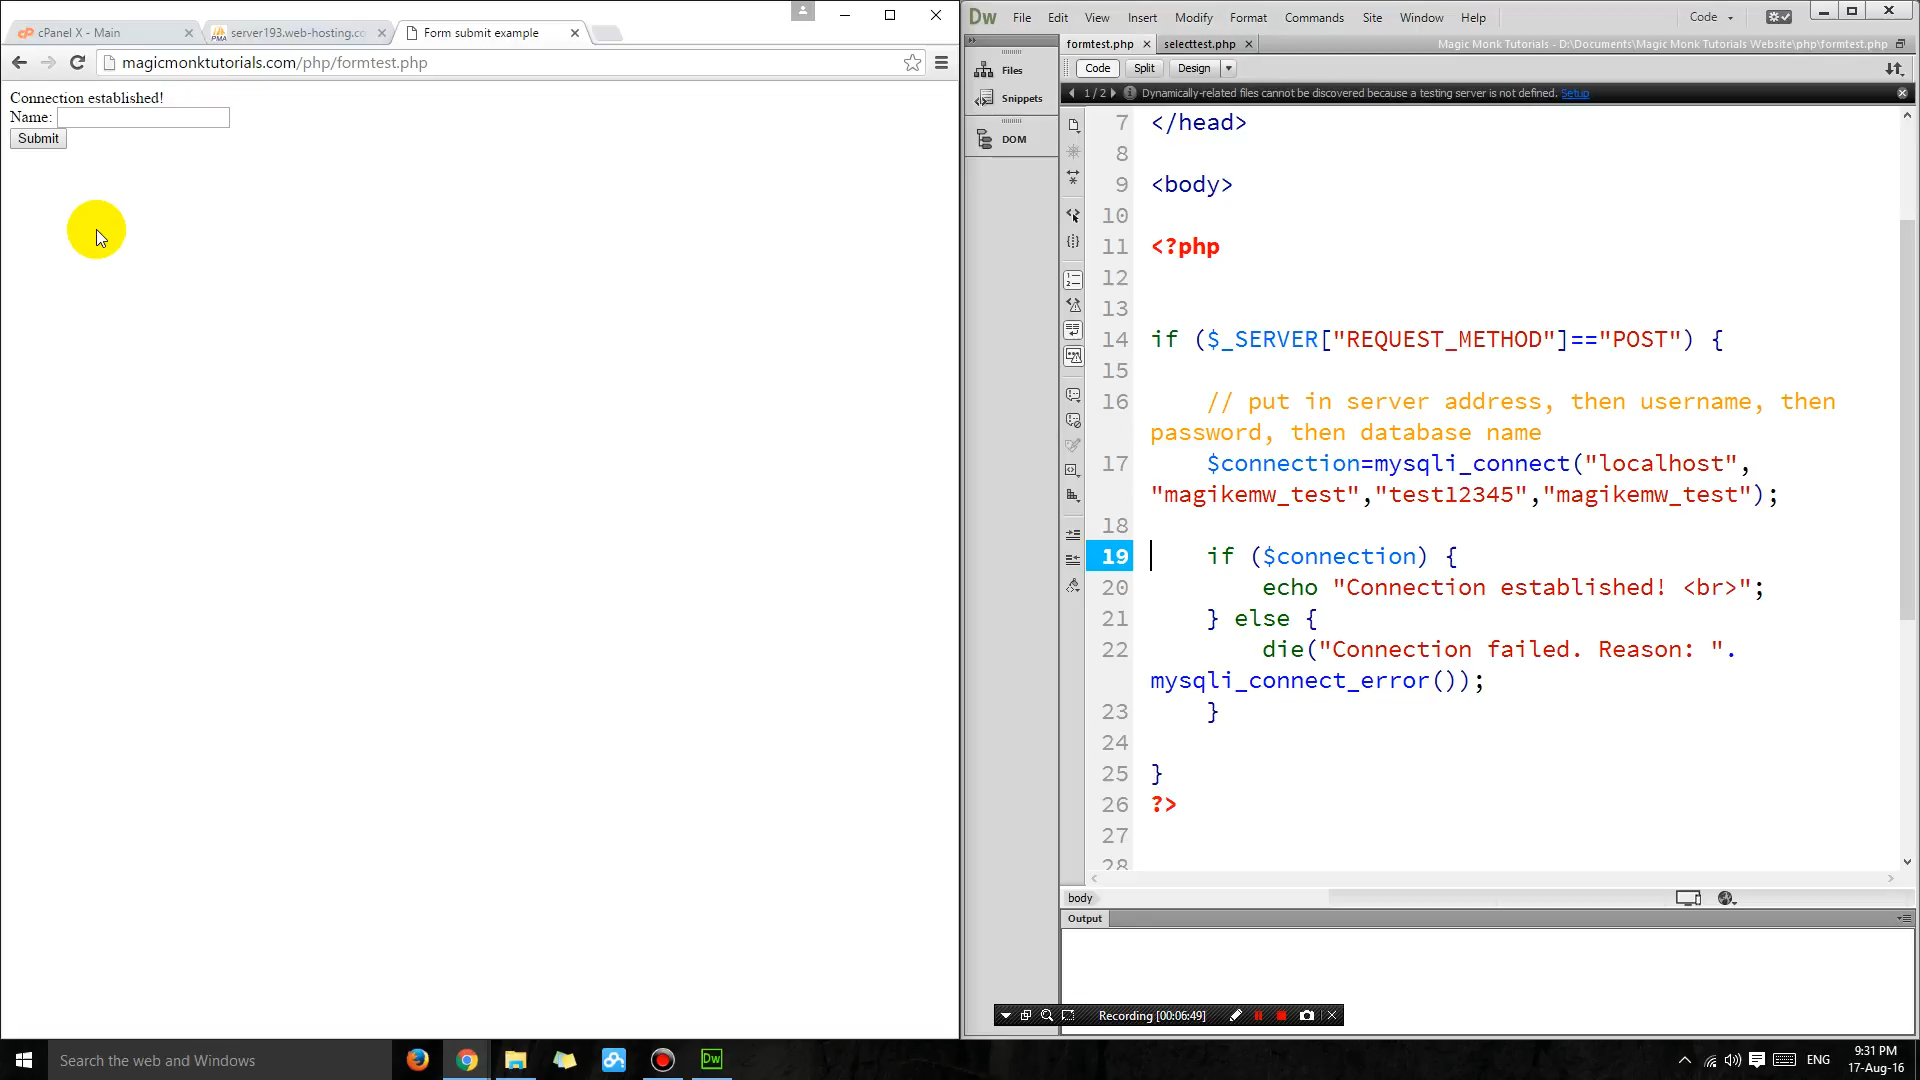 cPanel X - Main
server193.web-hosting.co
Form submit example
magicmonktutorials.com/php/formtest.php
Connection established!
Name:
Submit
Dw File Edit View Insert Modify Format Commands Site Window Help
Code
formtest.php
selecttest.php
Magic Monk Tutorials - D:\Documents\Magic Monk Tutorials Website\php\formtest.php
Files
Snippets
DOM
Code Split Design
1 / 2 Dynamically-related files cannot be discovered because a testing server is not defined. Setup
7 </head>
8
9 <body>
10
11 <?php
12
13
14 if ($_SERVER["REQUEST_METHOD"]=="POST") {
15
16 // put in server address, then username, then
password, then database name
17 $connection=mysqli_connect("localhost",
"magikemw_test","test12345","magikemw_test");
18
19 if ($connection) {
20 echo "Connection established! <br>";
21 } else {
22 die("Connection failed. Reason: ".
mysqli_connect_error());
23 }
24
25 }
26 ?>
27
28
body
Output
Recording [00:06:49]
Search the web and Windows
Dw
ENG
9:31 PM
17-Aug-16